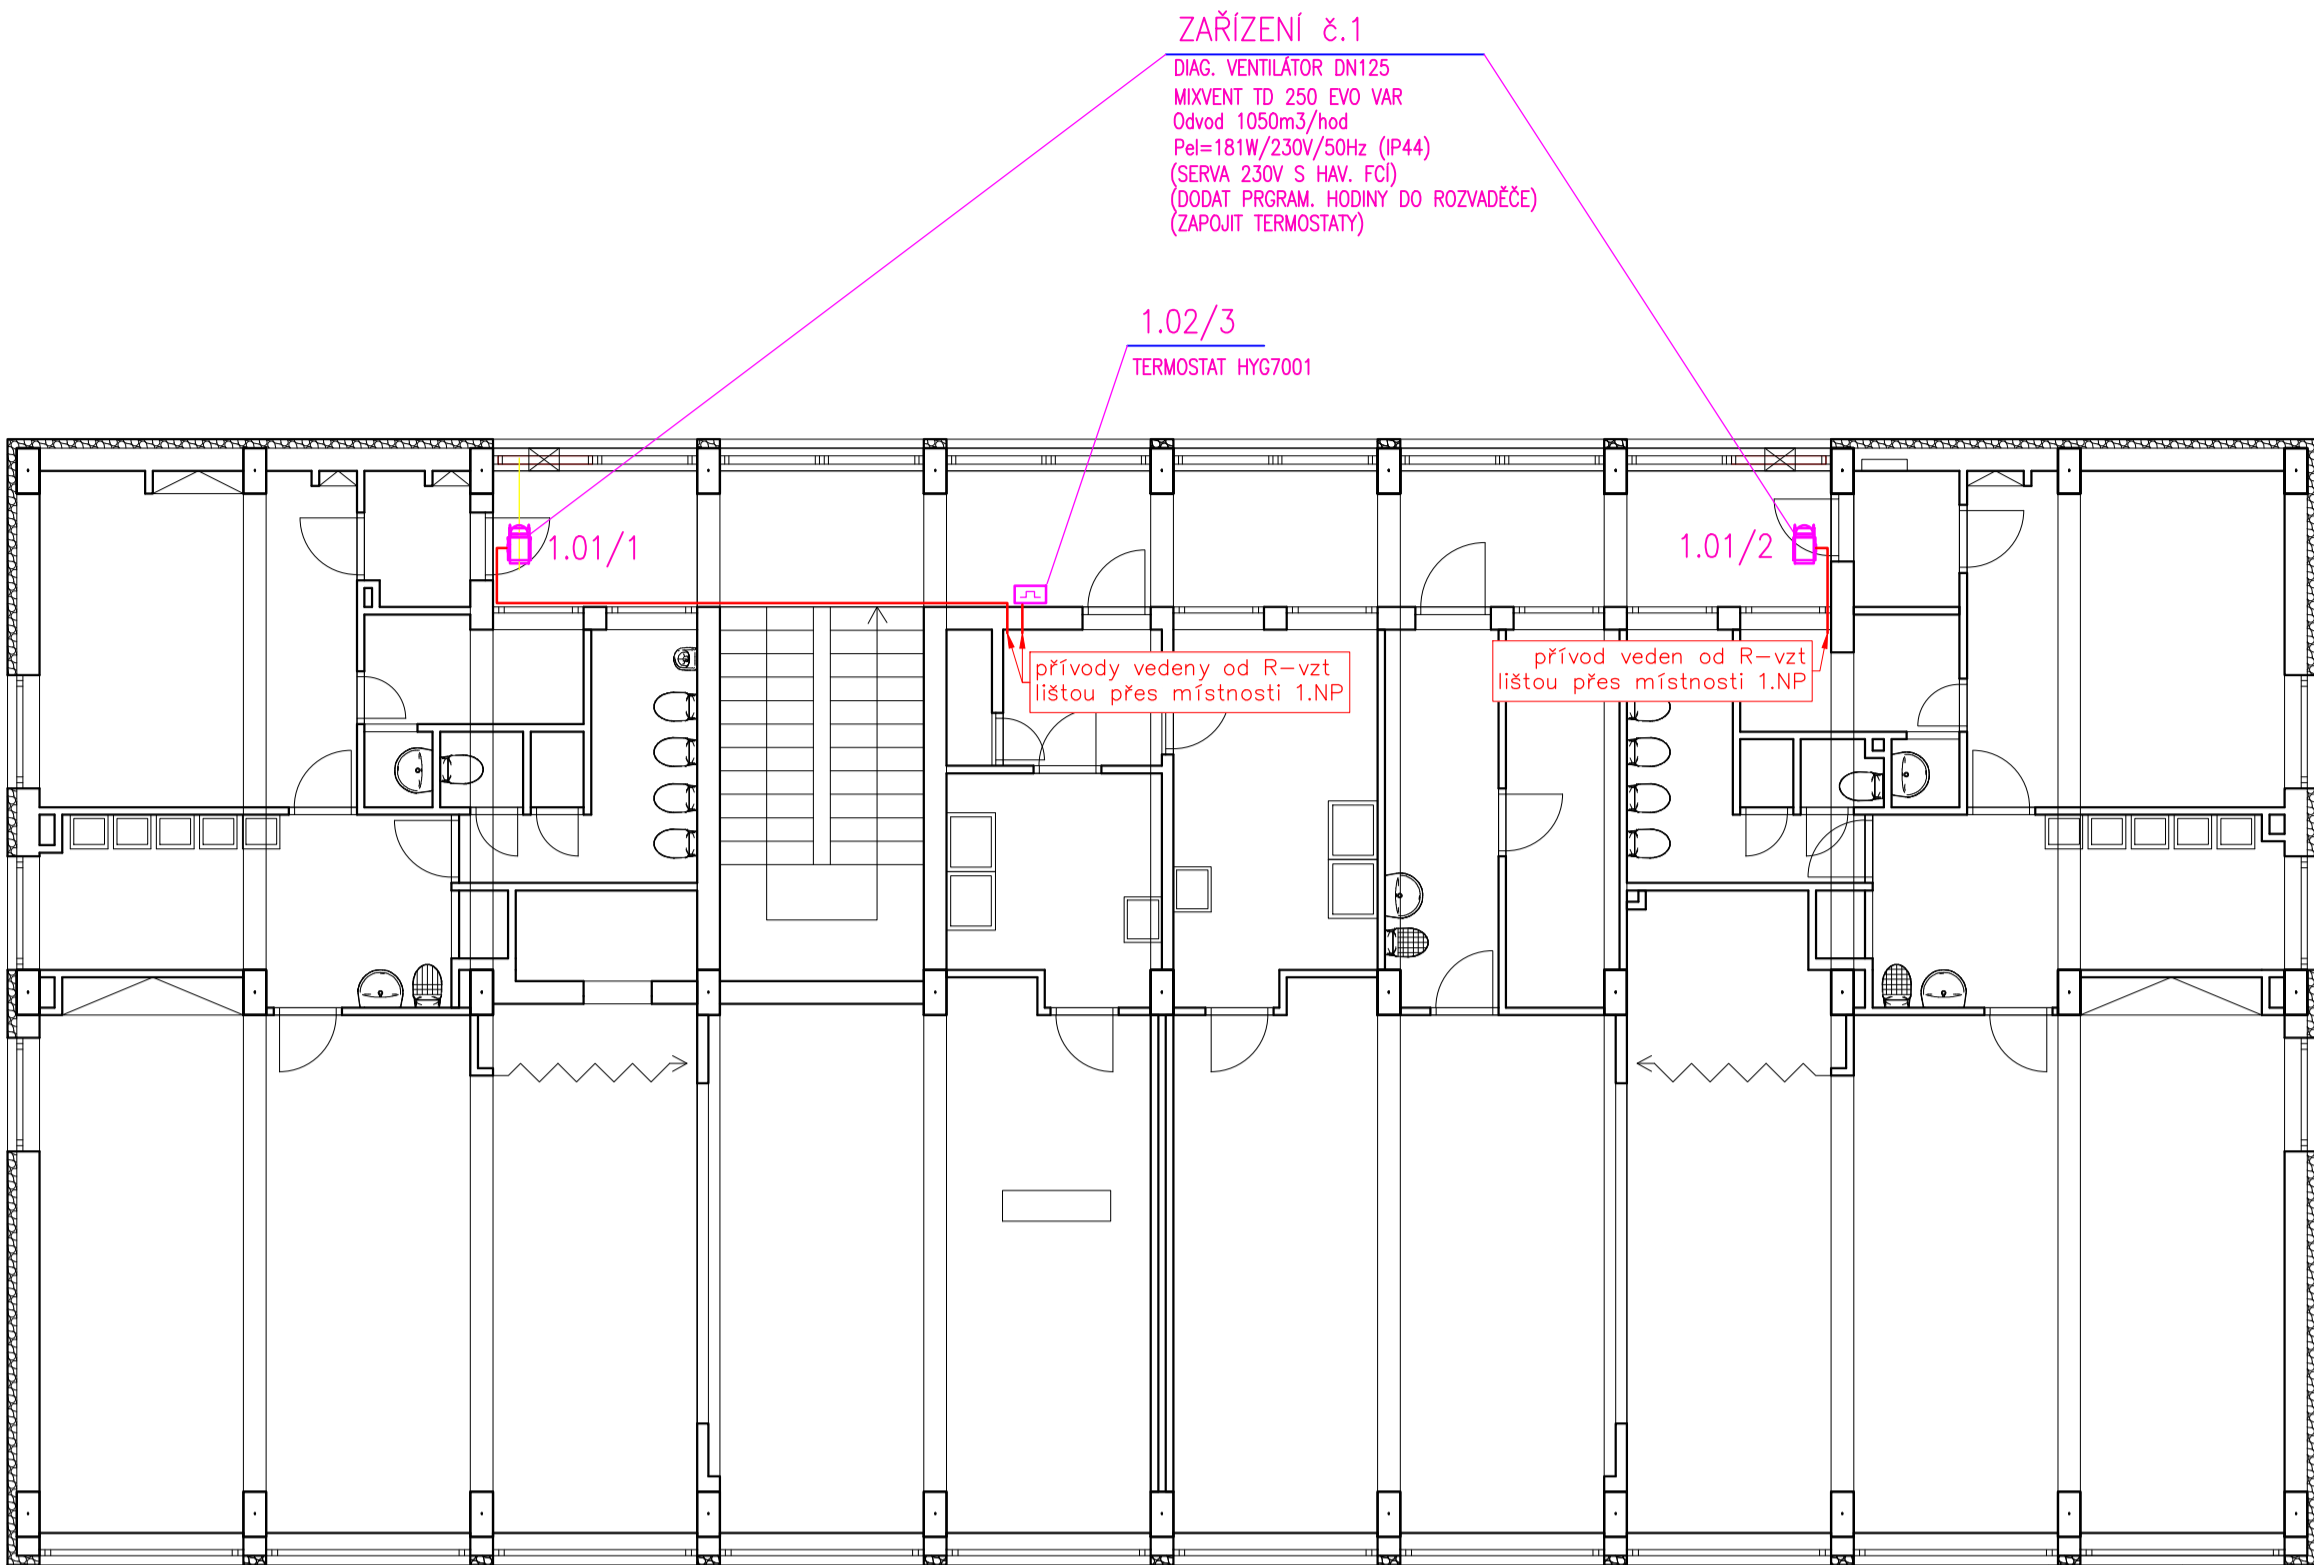 ZAŘÍZENÍ č.1
DIAG. VENTILÁTOR DN125
MIXVENT TD 250 EVO VAR
Odvod 1050m3/hod
Pel=181W/230V/50Hz (IP44)
(SERVA 230V S HAV. FCÍ)
(DODAT PRGRAM. HODINY DO ROZVADĚČE)
(ZAPOJIT TERMOSTATY)
1.02/3
TERMOSTAT HYG7001
1.01/1
1.01/2
přívody vedeny od R-vzt
lištou přes místnosti 1.NP
přívod veden od R-vzt
lištou přes místnosti 1.NP